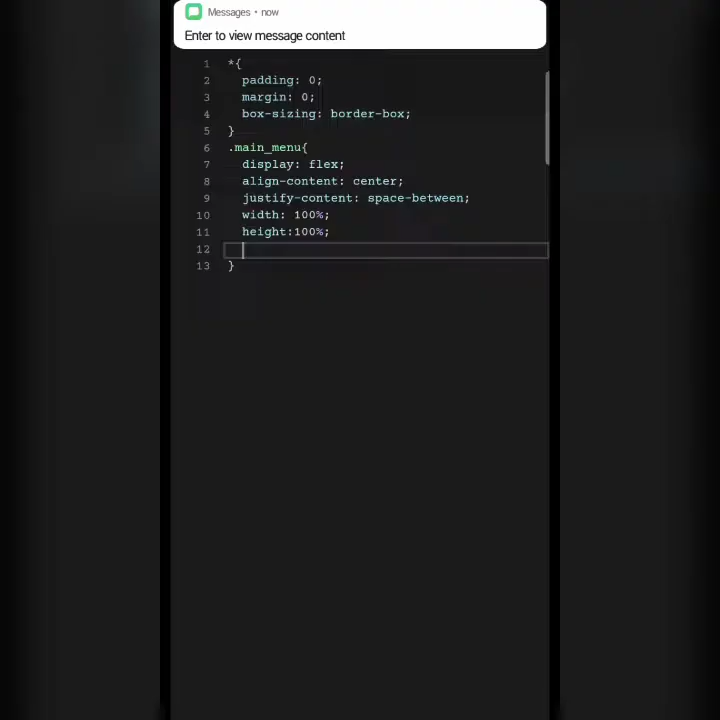 Messages • now
Enter to view message content
1 *{
2 padding: 0;
3 margin: 0;
4 box-sizing: border-box;
5 }
6 .main_menu{
7 display: flex;
8 align-content: center;
9 justify-content: space-between;
10 width: 100%;
11 height:100%;
12
13 }